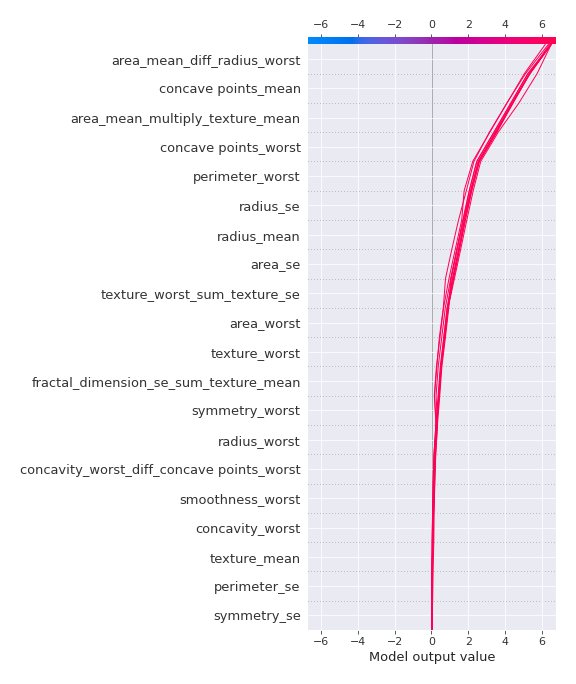 −6 −4 −2 0 2 4 6
area_mean_diff_radius_worst
concave points_mean
area_mean_multiply_texture_mean
concave points_worst
perimeter_worst
radius_se
radius_mean
area_se
texture_worst_sum_texture_se
area_worst
texture_worst
fractal_dimension_se_sum_texture_mean
symmetry_worst
radius_worst
concavity_worst_diff_concave points_worst
smoothness_worst
concavity_worst
texture_mean
perimeter_se
symmetry_se
−6 −4 −2 0 2 4 6
Model output value